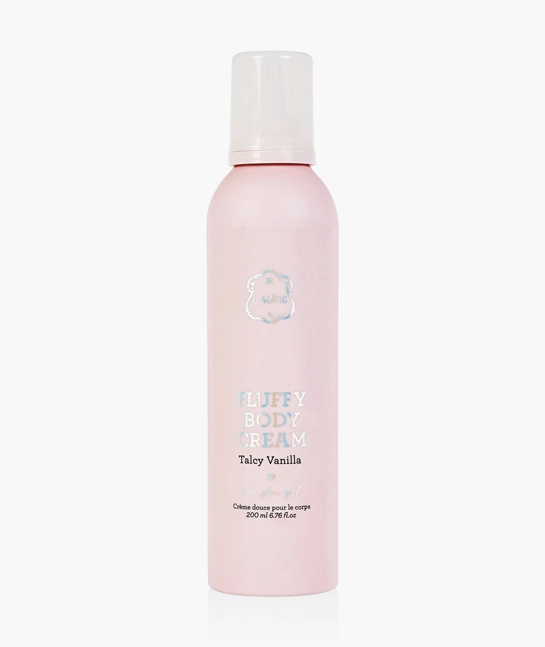 FLUFFY
BODY
CREAM
Talcy Vanilla
Crème douce pour le corps
200 ml 6.76 fl.oz